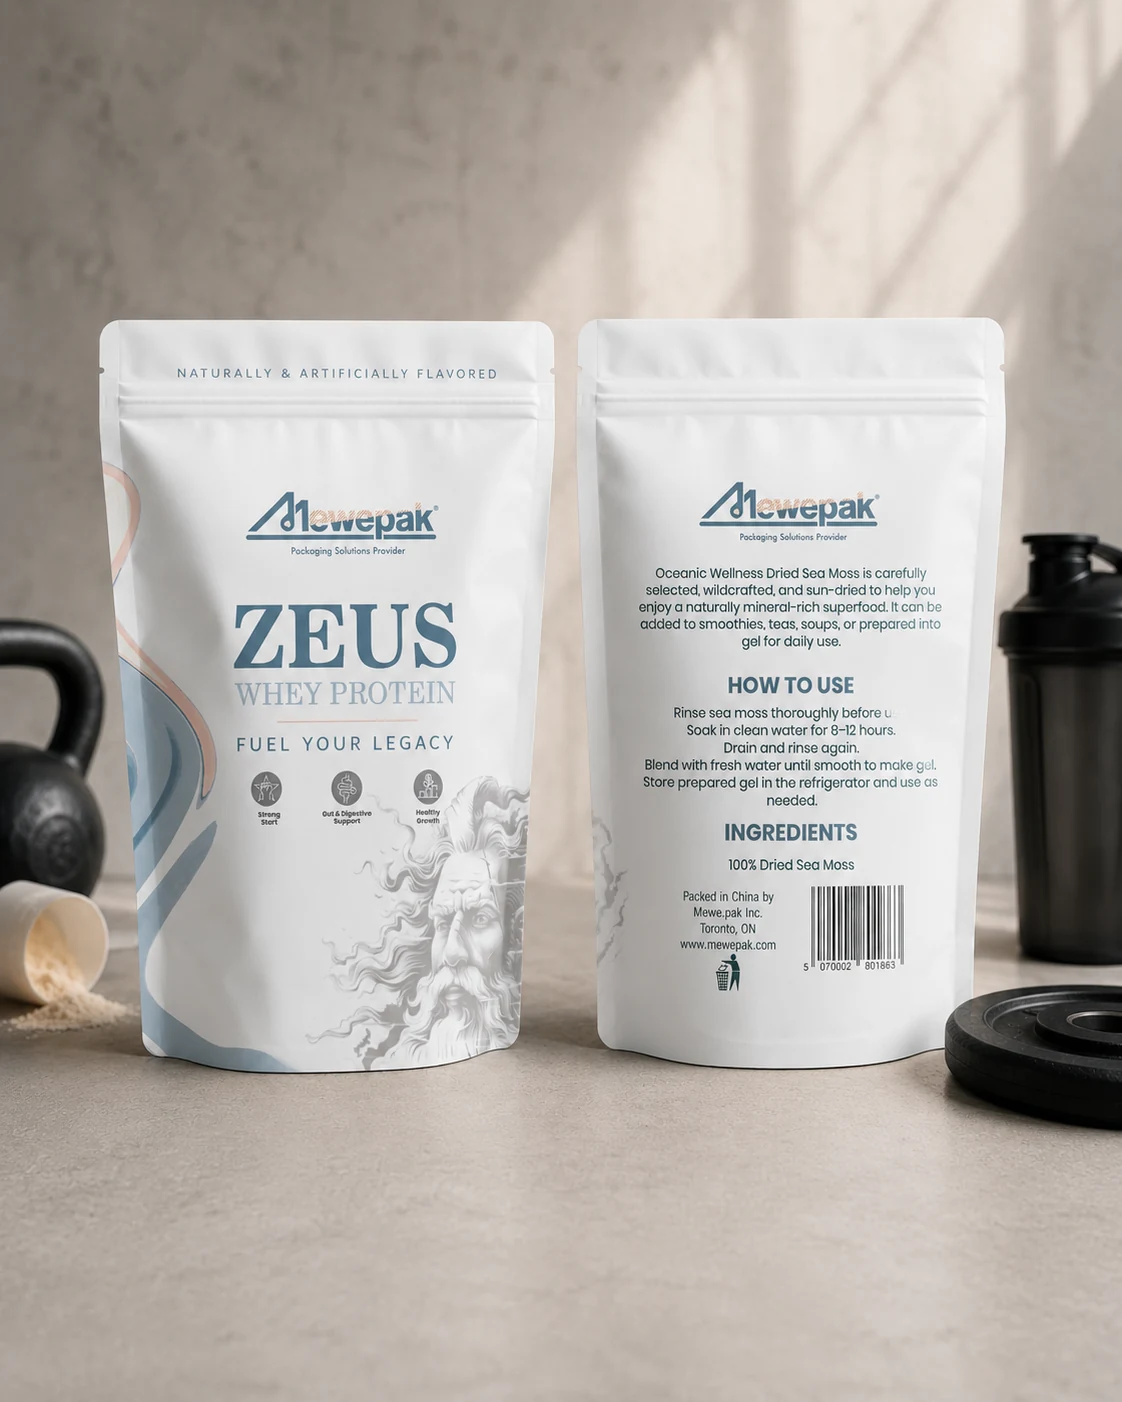 NATURALLY & ARTIFICIALLY FLAVORED
Mewepak®
Packaging Solutions Provider
ZEUS
WHEY PROTEIN
FUEL YOUR LEGACY
Strong
Start
Gut & Digestive
Support
Healthy
Growth
Mewepak®
Packaging Solutions Provider
Oceanic Wellness Dried Sea Moss is carefully
selected, wildcrafted, and sun-dried to help you
enjoy a naturally mineral-rich superfood. It can be
added to smoothies, teas, soups, or prepared into
gel for daily use.
HOW TO USE
Rinse sea moss thoroughly before
Soak in clean water for 8–12 hours.
Drain and rinse again.
Blend with fresh water until smooth to make gel.
Store prepared gel in the refrigerator and use as
needed.
INGREDIENTS
100% Dried Sea Moss
Packed in China by
Mewe.pak Inc.
Toronto, ON
www.mewepak.com
5 070002 801863